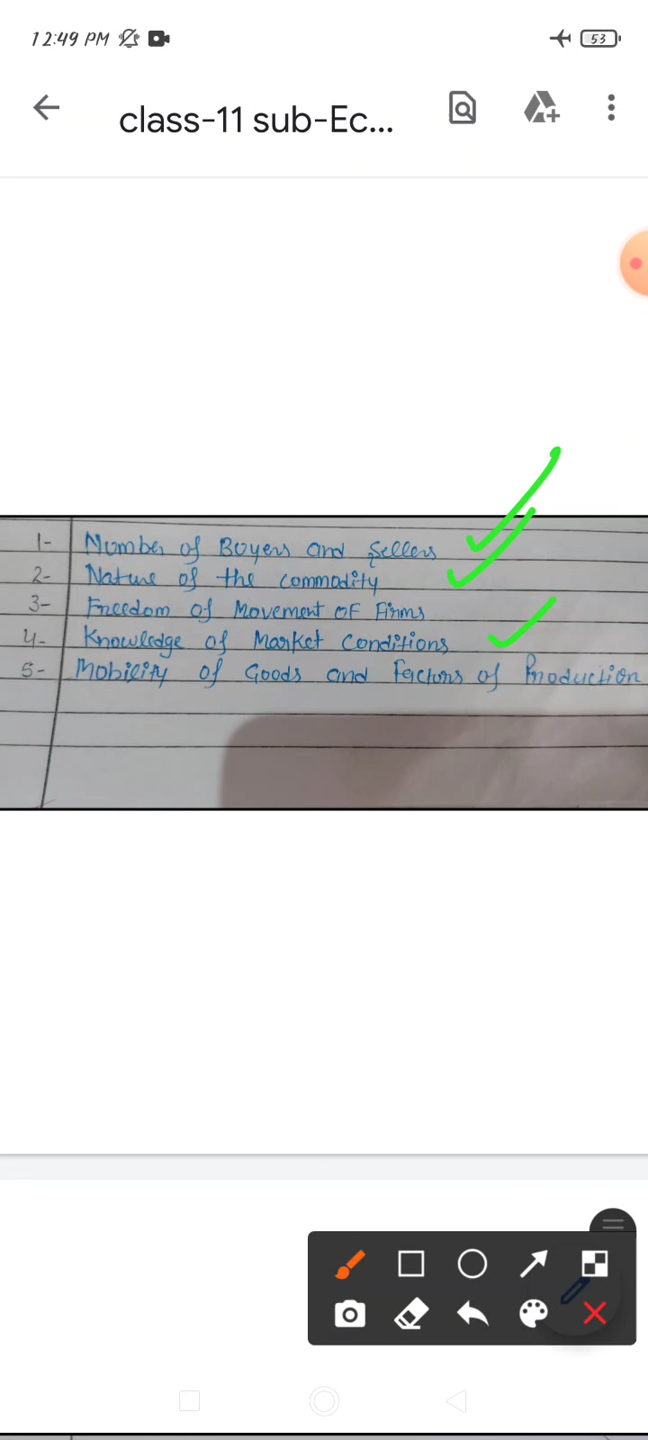 12:49 PM
53
class-11 sub-Ec...
1- Number of Buyers and Sellers
2- Nature of the commodity
3- Freedom of Movement OF Firms
4- Knowledge of Market Conditions
5- Mobility of Goods and Factors of Production